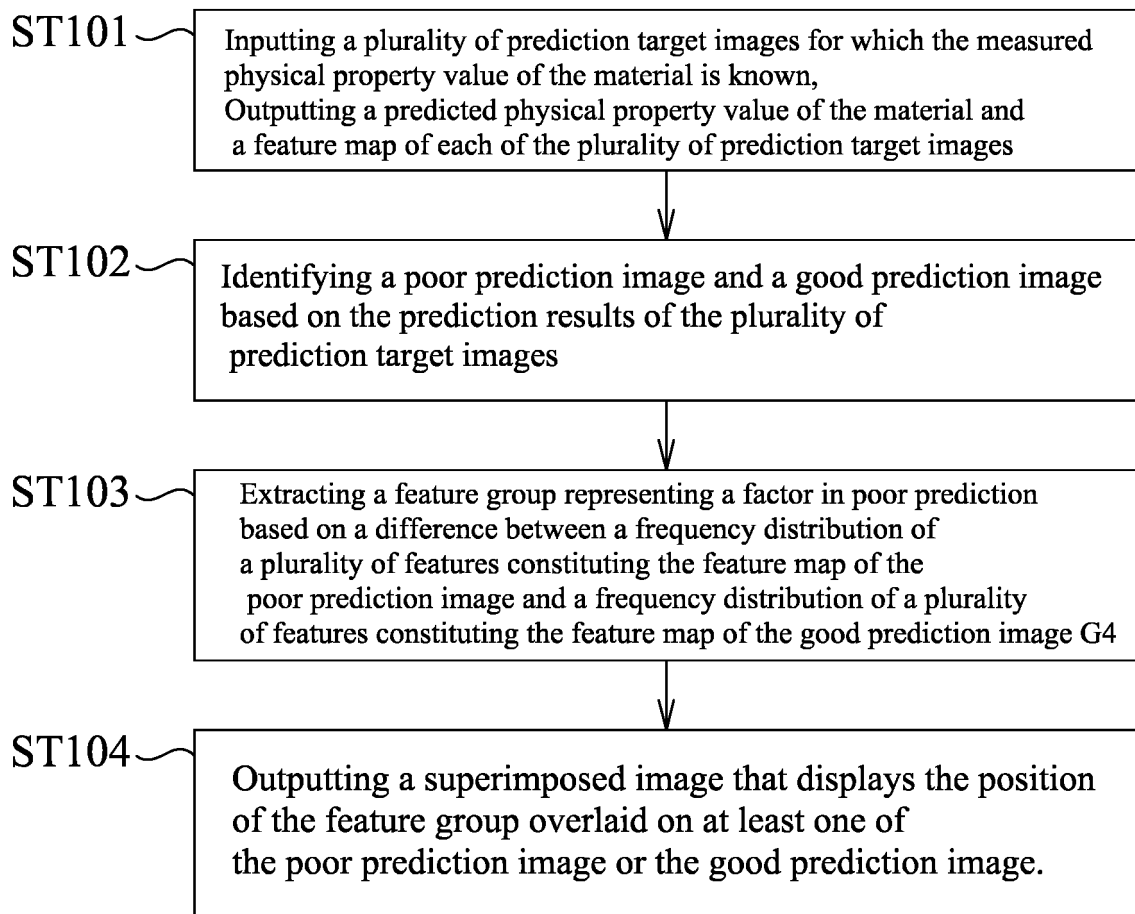 ST101
Inputting a plurality of prediction target images for which the measured
physical property value of the material is known,
Outputting a predicted physical property value of the material and
a feature map of each of the plurality of prediction target images
ST102
Identifying a poor prediction image and a good prediction image
based on the prediction results of the plurality of
prediction target images
ST103
Extracting a feature group representing a factor in poor prediction
based on a difference between a frequency distribution of
a plurality of features constituting the feature map of the
poor prediction image and a frequency distribution of a plurality
of features constituting the feature map of the good prediction image G4
ST104
Outputting a superimposed image that displays the position
of the feature group overlaid on at least one of
the poor prediction image or the good prediction image.